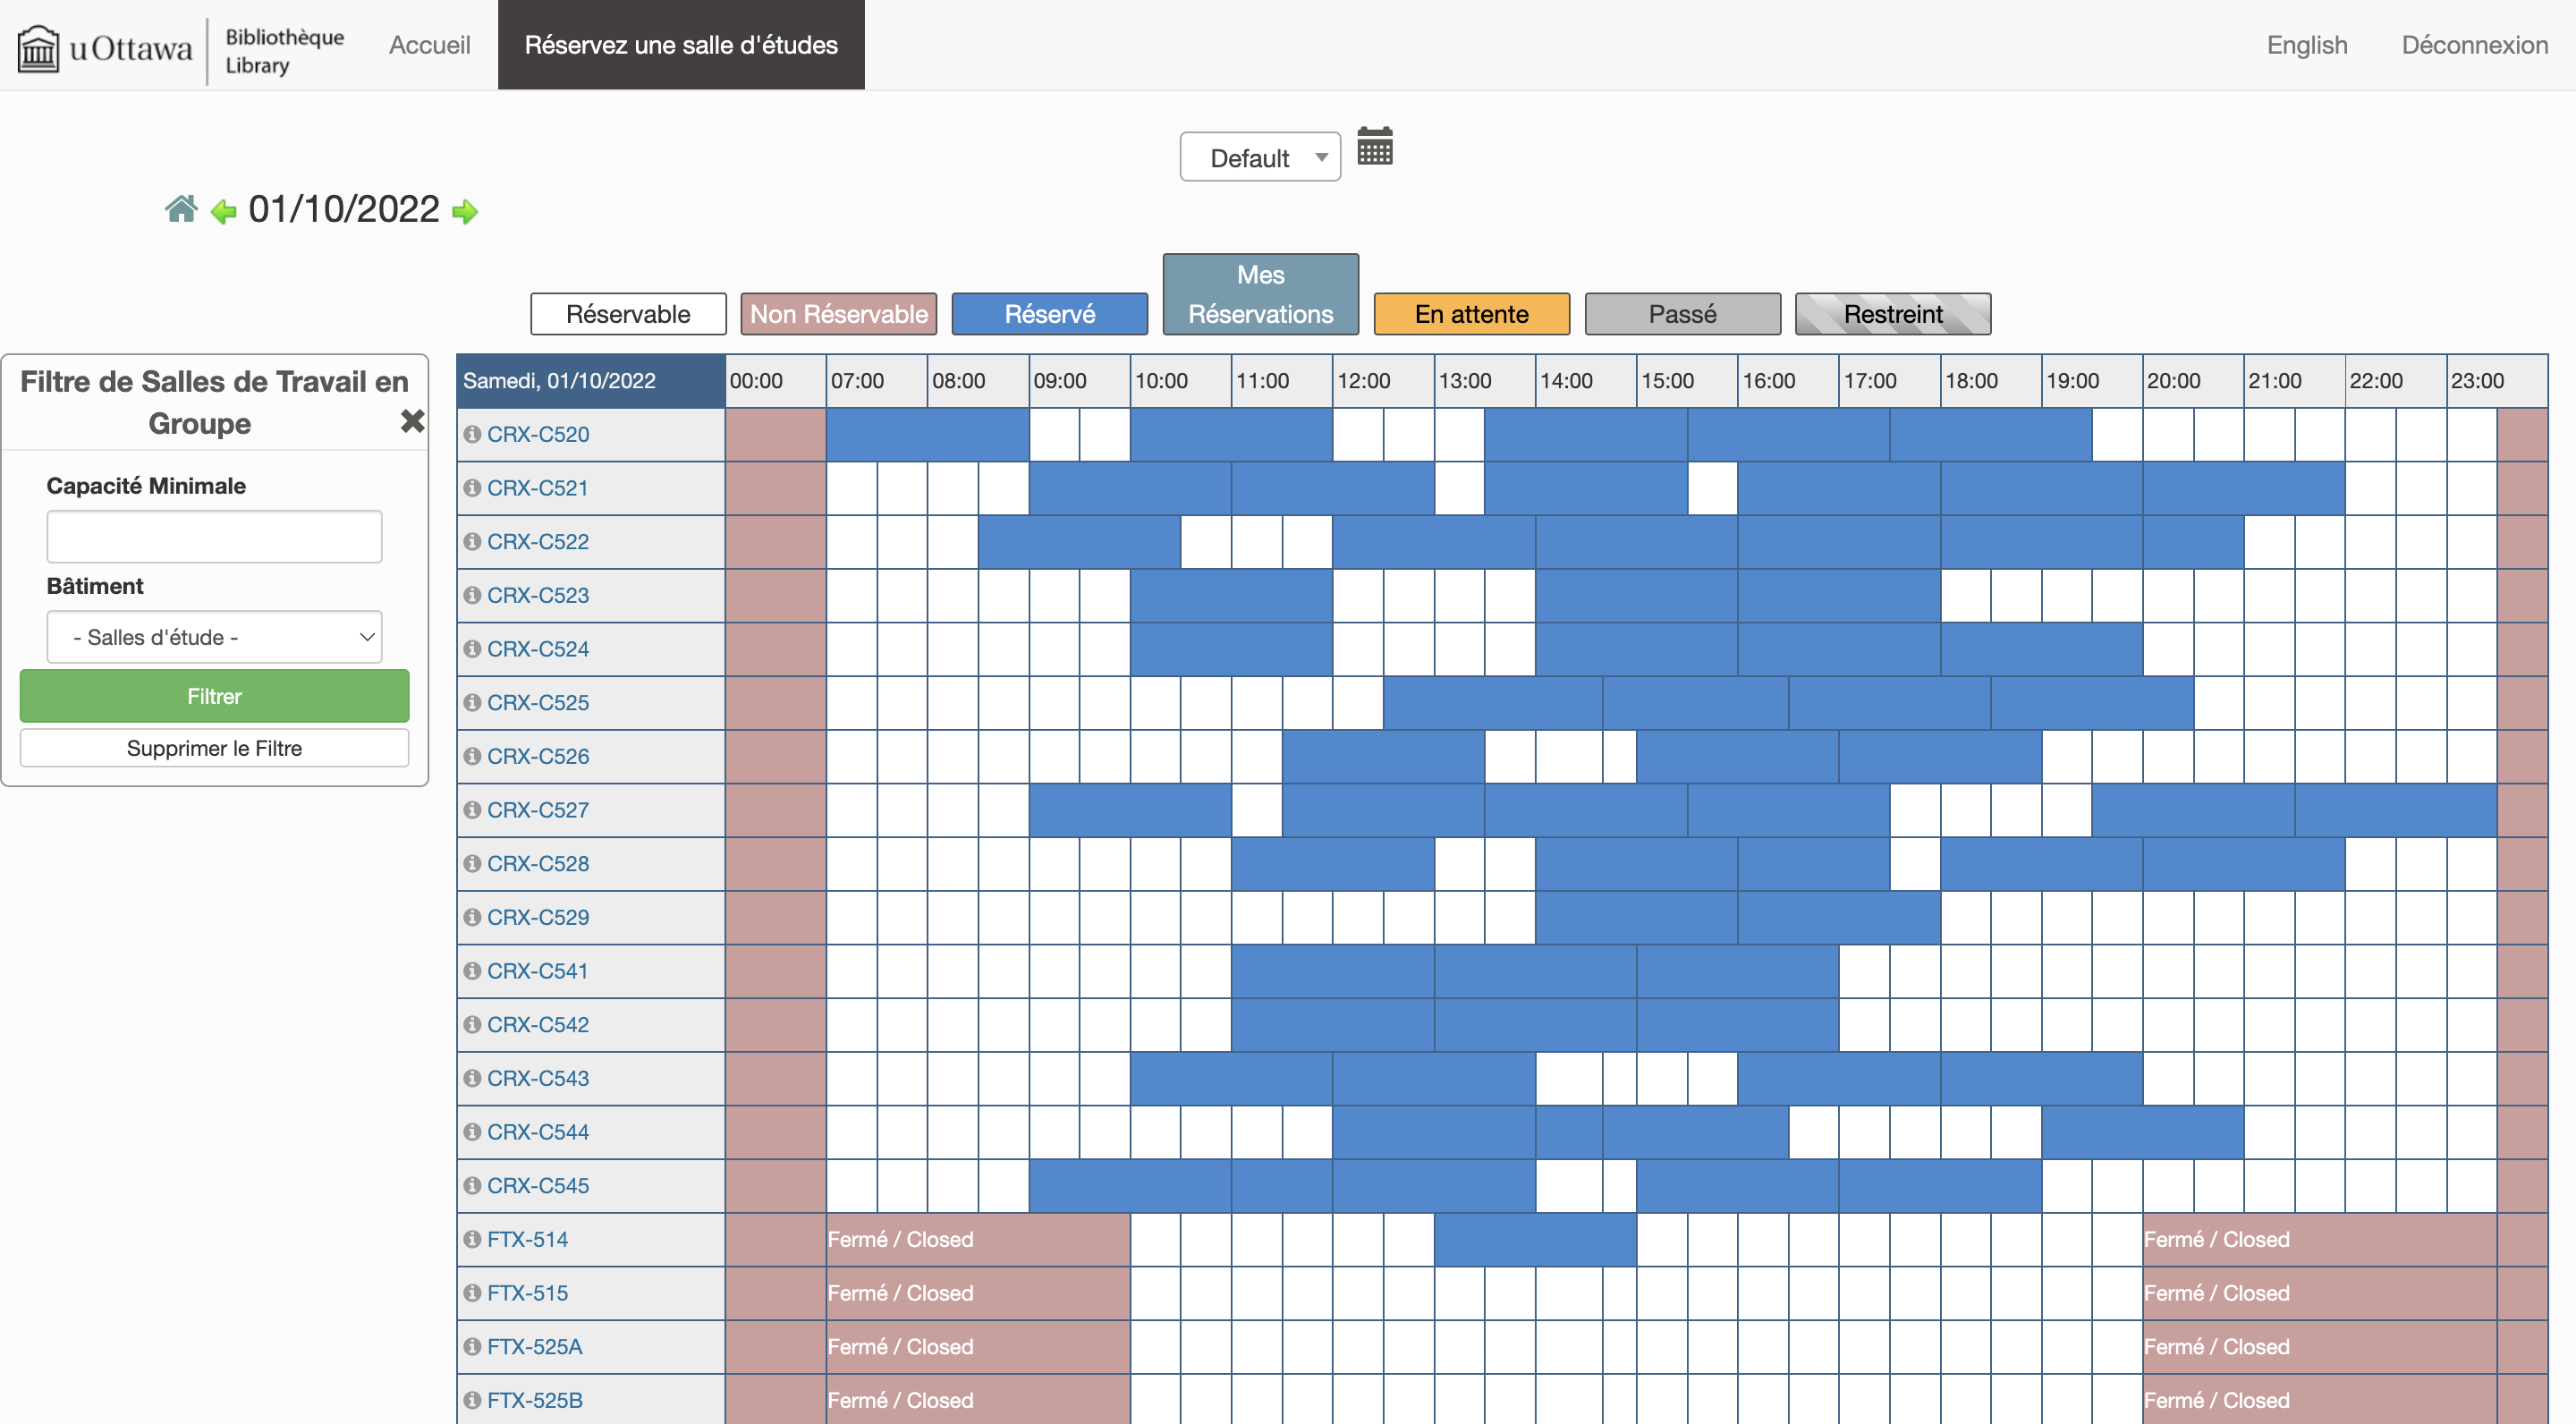 uOttawa
Bibliothèque
Library
Accueil
Réservez une salle d'études
English
Déconnexion
Default
01/10/2022
Réservable
Non Réservable
Réservé
Mes
Réservations
En attente
Passé
Restreint
Filtre de Salles de Travail en
Groupe
Capacité Minimale
Bâtiment
- Salles d'étude -
Filtrer
Supprimer le Filtre
Samedi, 01/10/2022 00:00 07:00 08:00 09:00 10:00 11:00 12:00 13:00 14:00 15:00 16:00 17:00 18:00 19:00 20:00 21:00 22:00 23:00
CRX-C520
CRX-C521
CRX-C522
CRX-C523
CRX-C524
CRX-C525
CRX-C526
CRX-C527
CRX-C528
CRX-C529
CRX-C541
CRX-C542
CRX-C543
CRX-C544
CRX-C545
FTX-514 Fermé / Closed Fermé / Closed
FTX-515 Fermé / Closed Fermé / Closed
FTX-525A Fermé / Closed Fermé / Closed
FTX-525B Fermé / Closed Fermé / Closed